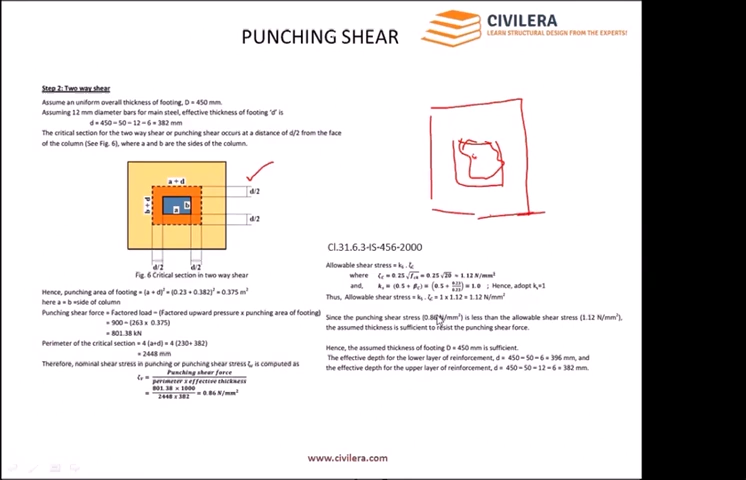 PUNCHING SHEAR
CIVILERA
LEARN STRUCTURAL DESIGN FROM THE EXPERTS!
Step 2: Two way shear
Assume an uniform overall thickness of footing, D = 450 mm.
Assuming 12 mm diameter bars for main steel, effective thickness of footing 'd' is
d = 450 – 50 – 12 – 6 = 382 mm
The critical section for the two way shear or punching shear occurs at a distance of d/2 from the face
of the column (See Fig. 6), where a and b are the sides of the column.
a + d
b + d
a
b
d/2
d/2
d/2
d/2
Fig. 6 Critical section in two way shear
Hence, punching area of footing = (a + d)² = (0.23 + 0.382)² = 0.375 m²
here a = b =side of column
Punching shear force = Factored load – (Factored upward pressure x punching area of footing)
= 900 – (263 x 0.375)
= 801.38 kN
Perimeter of the critical section = 4 (a+d) = 4 (230+ 382)
= 2448 mm
Therefore, nominal shear stress in punching or punching shear stress ζv is computed as
ζv = Punching shear force / perimeter x effective thickness
= 801.38 x 1000 / 2448 x 382 = 0.86 N/mm²
Cl.31.6.3-IS-456-2000
Allowable shear stress = ks . ζc
where ζc = 0.25 √fck = 0.25 √20 = 1.12 N/mm²
and, ks = (0.5 + βc) = (0.5 + 0.23/0.23) = 1.0 ; Hence, adopt ks=1
Thus, Allowable shear stress = ks . ζc = 1 x 1.12 = 1.12 N/mm²
Since the punching shear stress (0.86 N/mm²) is less than the allowable shear stress (1.12 N/mm²),
the assumed thickness is sufficient to resist the punching shear force.
Hence, the assumed thickness of footing D = 450 mm is sufficient.
The effective depth for the lower layer of reinforcement, d = 450 – 50 – 6 = 396 mm, and
the effective depth for the upper layer of reinforcement, d = 450 – 50 – 12 – 6 = 382 mm.
www.civilera.com